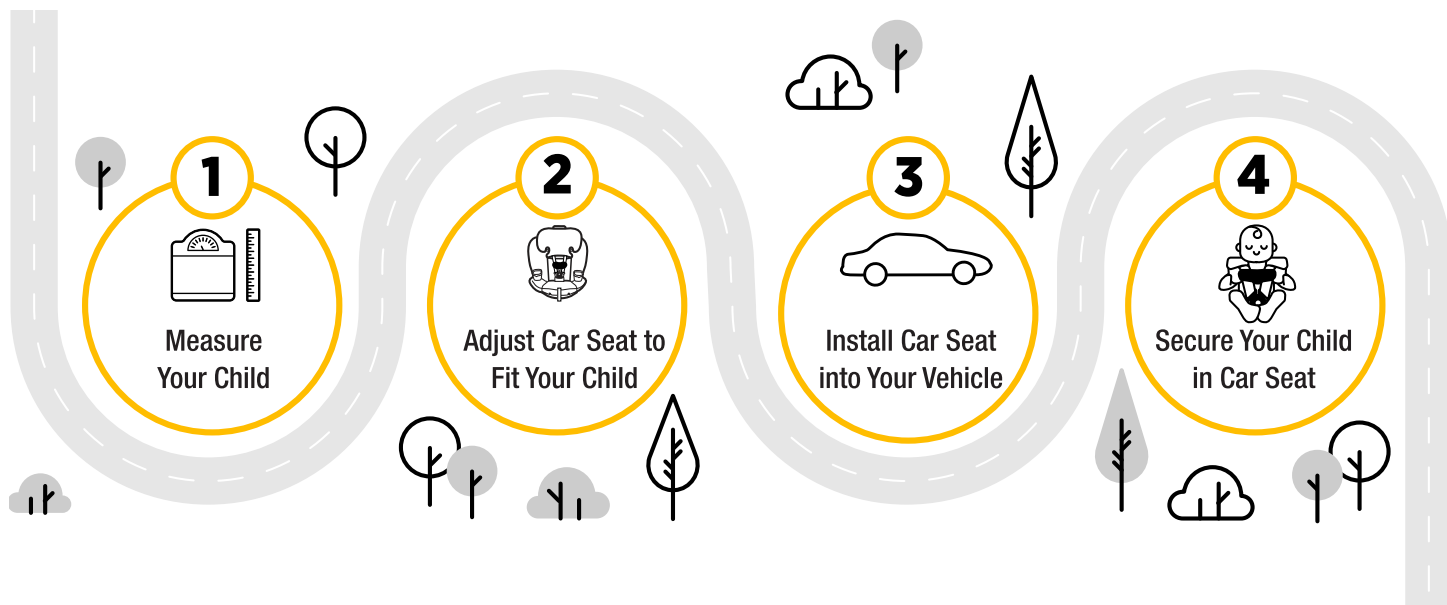 1
Measure
Your Child
2
Adjust Car Seat to
Fit Your Child
3
Install Car Seat
into Your Vehicle
4
Secure Your Child
in Car Seat